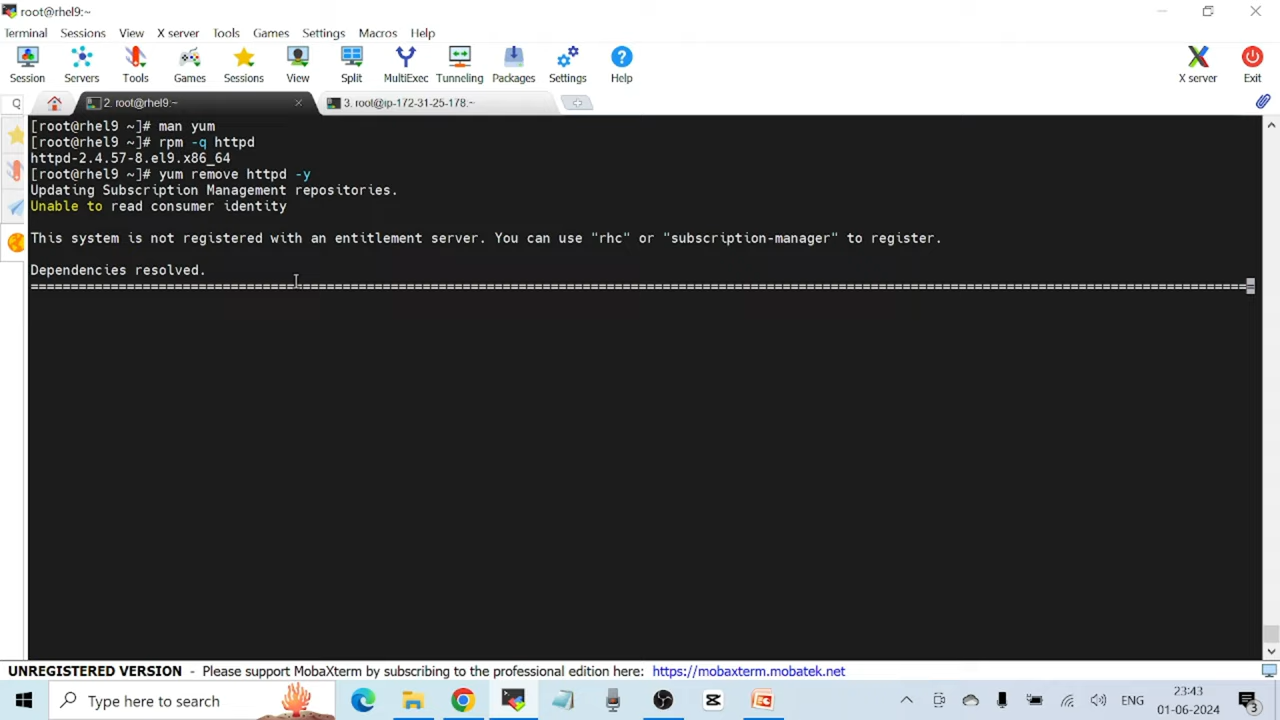 root@rhel9:~
Terminal Sessions View X server Tools Games Settings Macros Help
Session Servers Tools Games Sessions View Split MultiExec Tunneling Packages Settings Help X server Exit
2. root@rhel9:~ 3. root@ip-172-31-25-178:~
[root@rhel9 ~]# man yum
[root@rhel9 ~]# rpm -q httpd
httpd-2.4.57-8.el9.x86_64
[root@rhel9 ~]# yum remove httpd -y
Updating Subscription Management repositories.
Unable to read consumer identity
This system is not registered with an entitlement server. You can use "rhc" or "subscription-manager" to register.
Dependencies resolved.
UNREGISTERED VERSION - Please support MobaXterm by subscribing to the professional edition here: https://mobaxterm.mobatek.net
Type here to search
ENG
23:43
01-06-2024
3